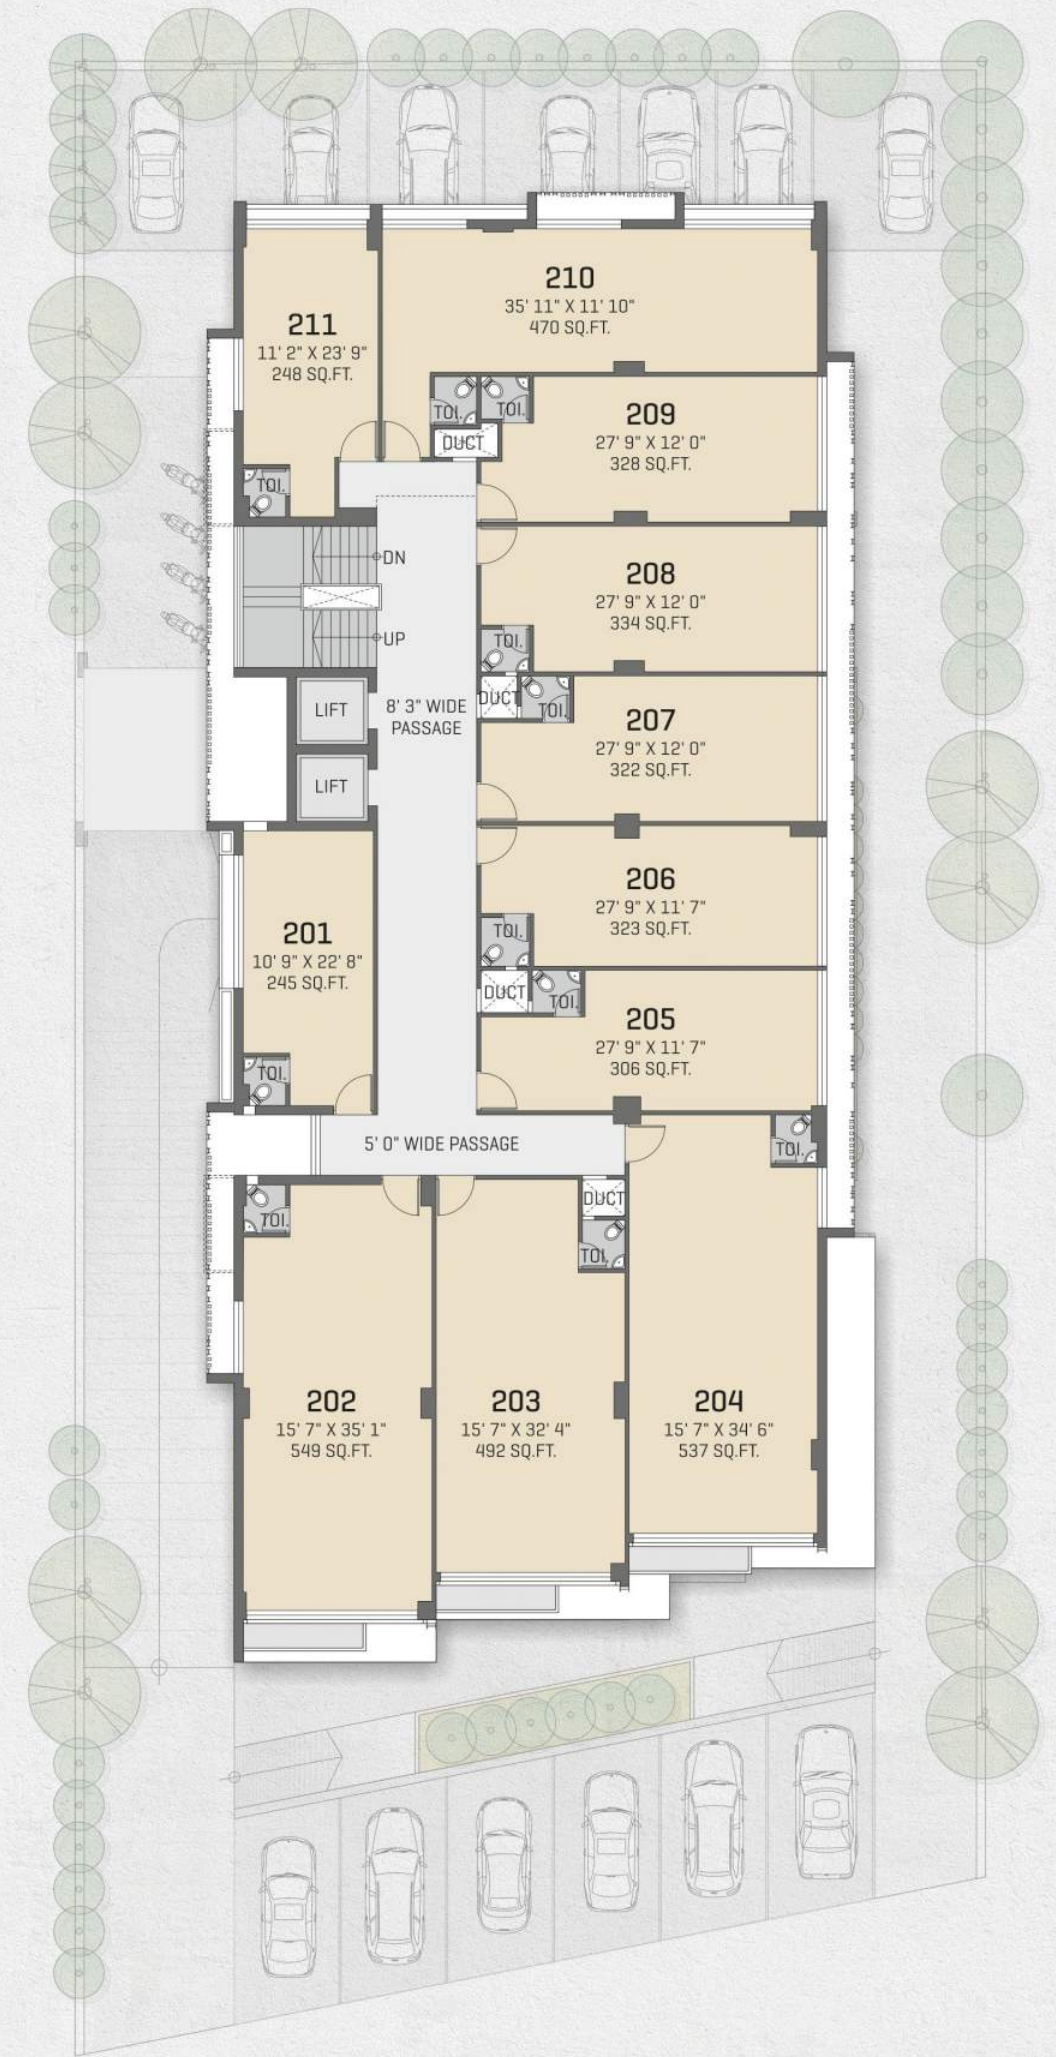 210
35' 11" X 11' 10"
470 SQ.FT.
211
11' 2" X 23' 9"
248 SQ.FT.
TOI.
TOI.
DUCT
209
27' 9" X 12' 0"
328 SQ.FT.
TOI.
DN
UP
208
27' 9" X 12' 0"
334 SQ.FT.
TOI.
DUCT
TOI.
LIFT
8' 3" WIDE
PASSAGE
207
27' 9" X 12' 0"
322 SQ.FT.
LIFT
206
27' 9" X 11' 7"
323 SQ.FT.
TOI.
201
10' 9" X 22' 8"
245 SQ.FT.
DUCT
TOI.
205
27' 9" X 11' 7"
306 SQ.FT.
TOI.
5' 0" WIDE PASSAGE
TOI.
DUCT
TOI.
TOI.
202
15' 7" X 35' 1"
549 SQ.FT.
203
15' 7" X 32' 4"
492 SQ.FT.
204
15' 7" X 34' 6"
537 SQ.FT.